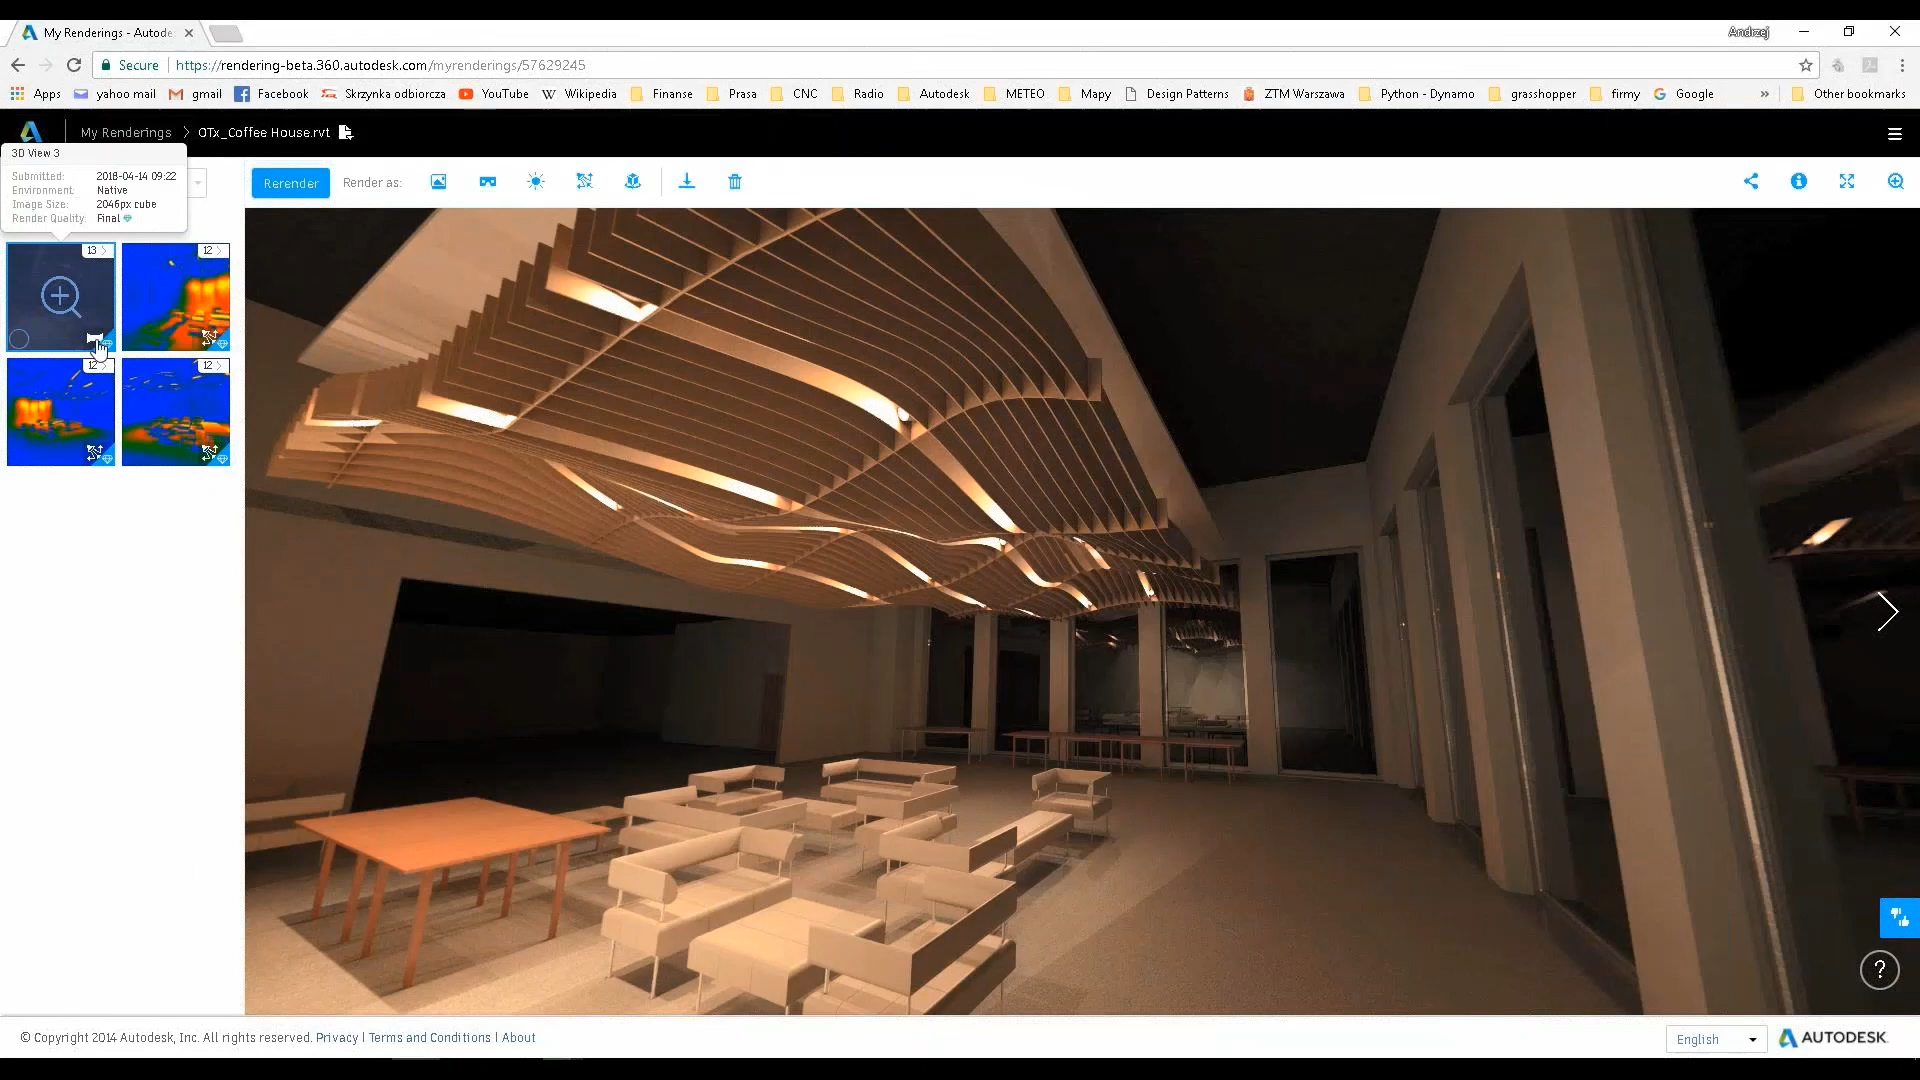 My Renderings - Autode
Andrzej
Secure https://rendering-beta.360.autodesk.com/myrenderings/57629245
Apps yahoo mail gmail Facebook Skrzynka odbiorcza YouTube Wikipedia Finanse Prasa CNC Radio Autodesk METEO Mapy Design Patterns ZTM Warszawa Python - Dynamo grasshopper firmy Google » Other bookmarks
My Renderings > OTx_Coffee House.rvt
3D View 3
Submitted: 2018-04-14 09:22
Environment: Native
Image Size: 2046px cube
Render Quality: Final
Rerender Render as:
13 >
12 >
12 >
12 >
?
© Copyright 2014 Autodesk, Inc. All rights reserved. Privacy | Terms and Conditions | About
English
AUTODESK